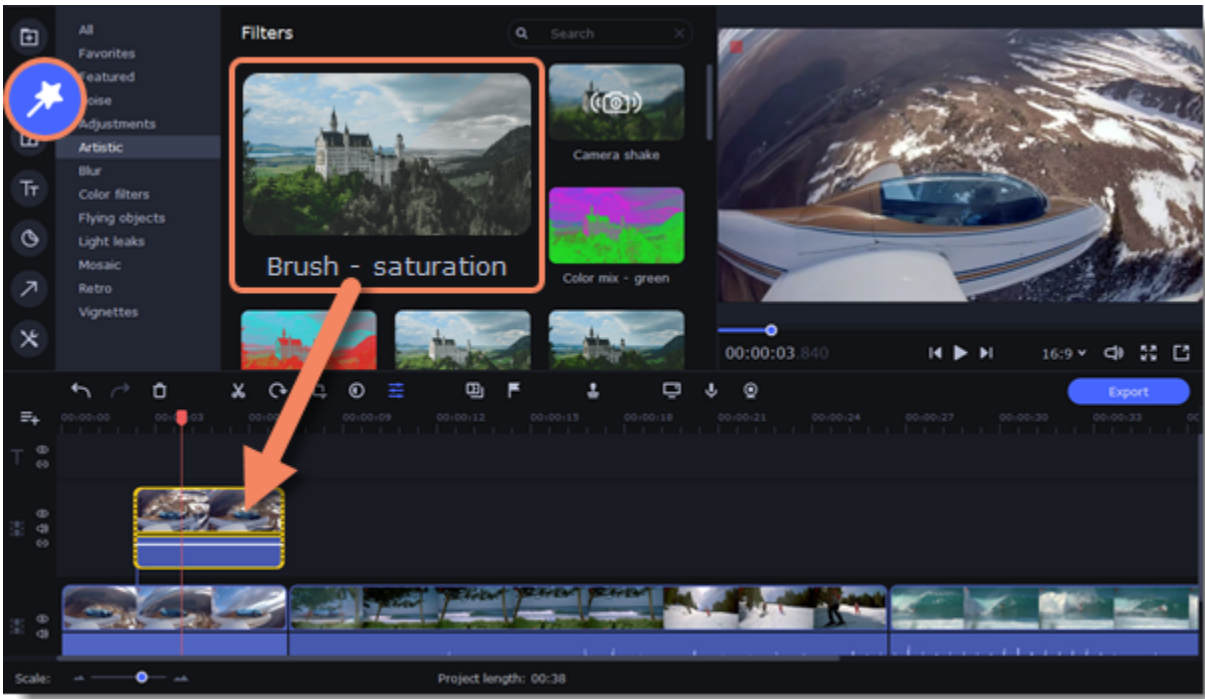 All
Favorites
Featured
Adjustments
Artistic
Blur
Color filters
Flying objects
Light leaks
Mosaic
Retro
Vignettes
Filters
Search
Brush - saturation
Camera shake
Color mix - green
00:00:03.840
16:9
Export
00:00:00
00:00:09
00:00:12
00:00:15
00:00:18
00:00:21
00:00:24
00:00:27
00:00:30
00:00:33
T
Scale:
Project length: 00:38